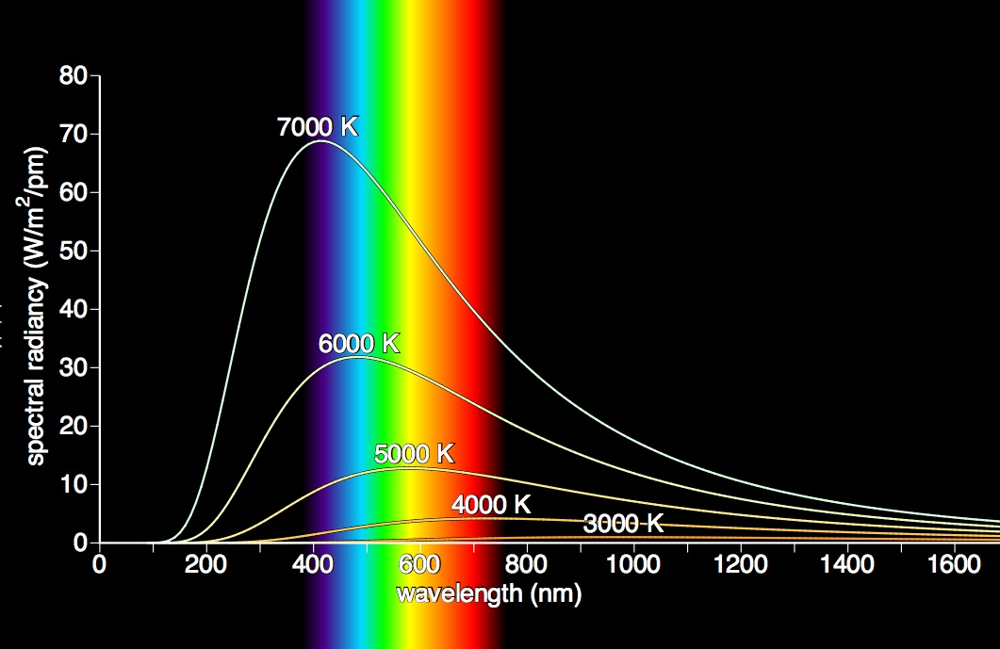 80
70
60
50
40
30
20
10
0
spectral radiancy (W/m²/pm)
7000 K
6000 K
5000 K
4000 K
3000 K
0 200 400 600 800 1000 1200 1400 1600
wavelength (nm)